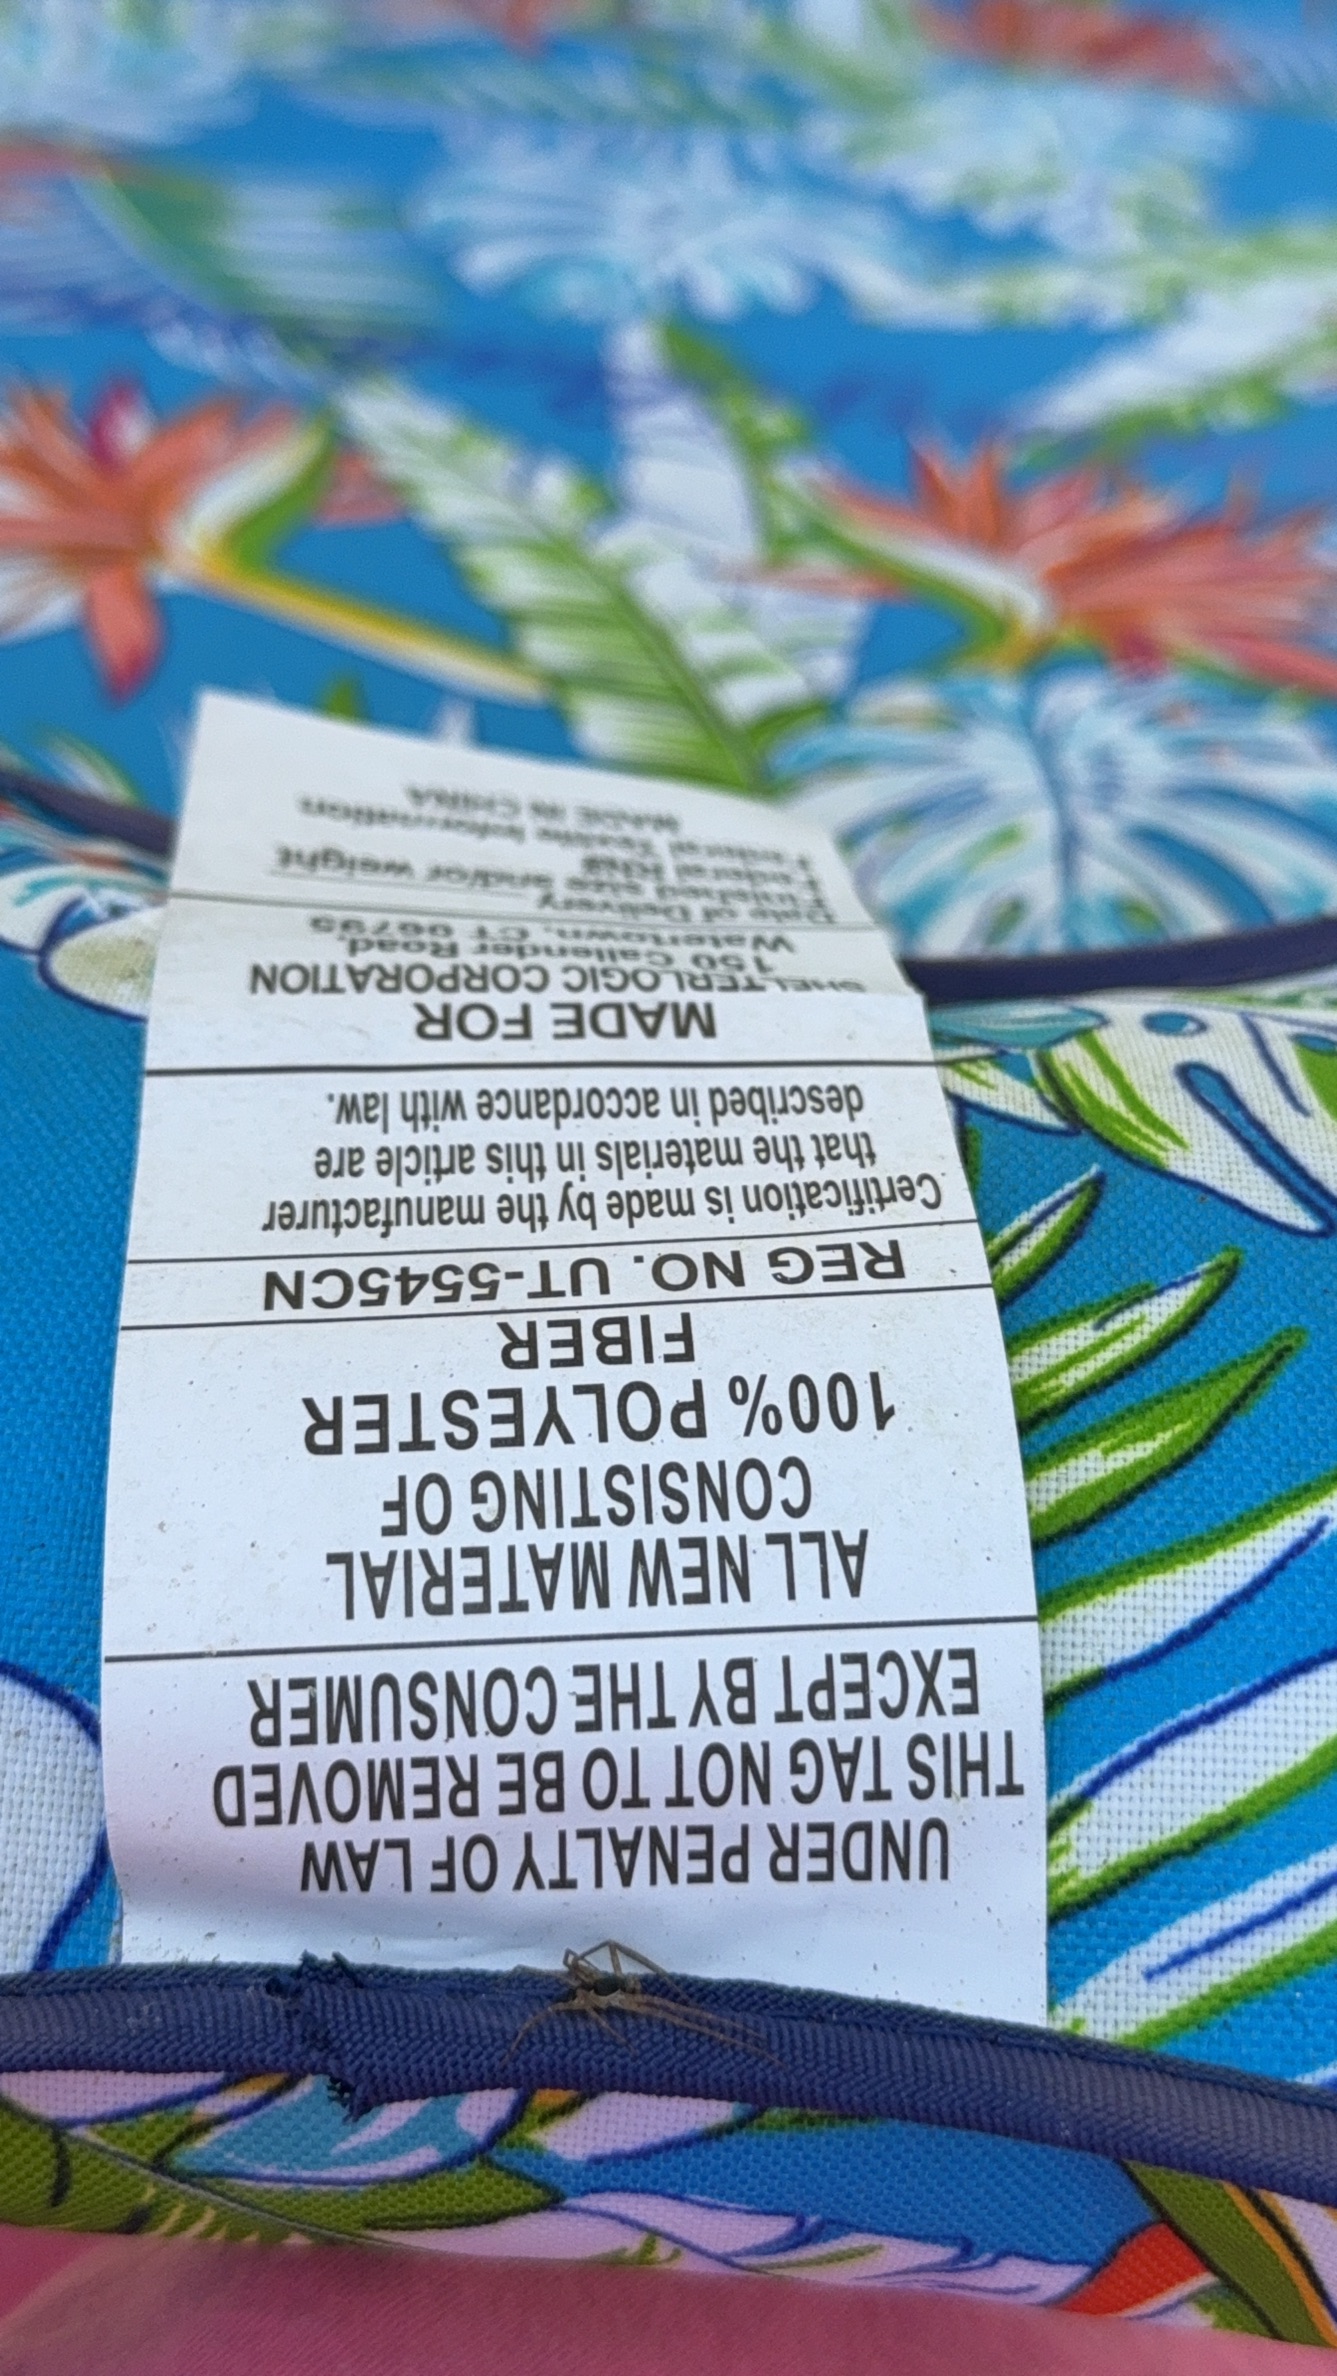 UNDER PENALTY OF LAW
THIS TAG NOT TO BE REMOVED
EXCEPT BY THE CONSUMER
ALL NEW MATERIAL
CONSISTING OF
100% POLYESTER
FIBER
REG NO. UT-5545CN
Certification is made by the manufacturer
that the materials in this article are
described in accordance with law.
MADE FOR
SHELTERLOGIC CORPORATION
150 Callender Road
Watertown, CT 06795
Date of Delivery
Finished size and/or weight
Federal RN#
Federal Textile Information
MADE IN CHINA